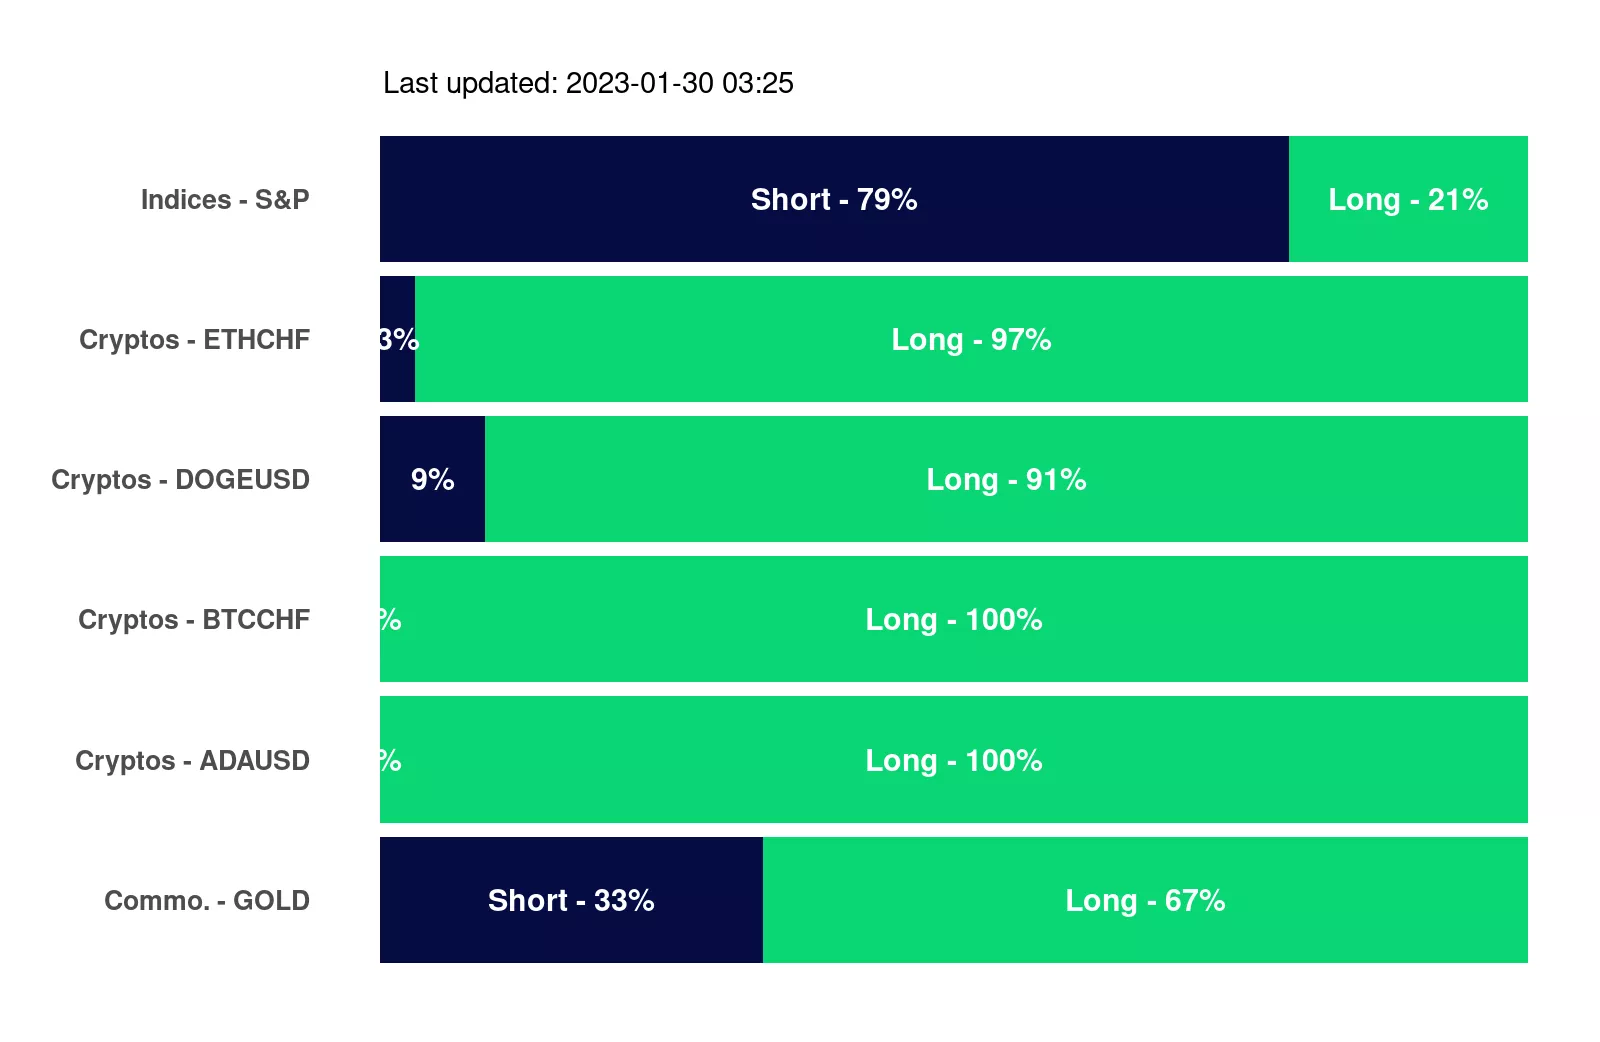 Last updated: 2023-01-30 03:25
Indices - S&P Short - 79% Long - 21%
Cryptos - ETHCHF 3% Long - 97%
Cryptos - DOGEUSD 9% Long - 91%
Cryptos - BTCCHF % Long - 100%
Cryptos - ADAUSD % Long - 100%
Commo. - GOLD Short - 33% Long - 67%